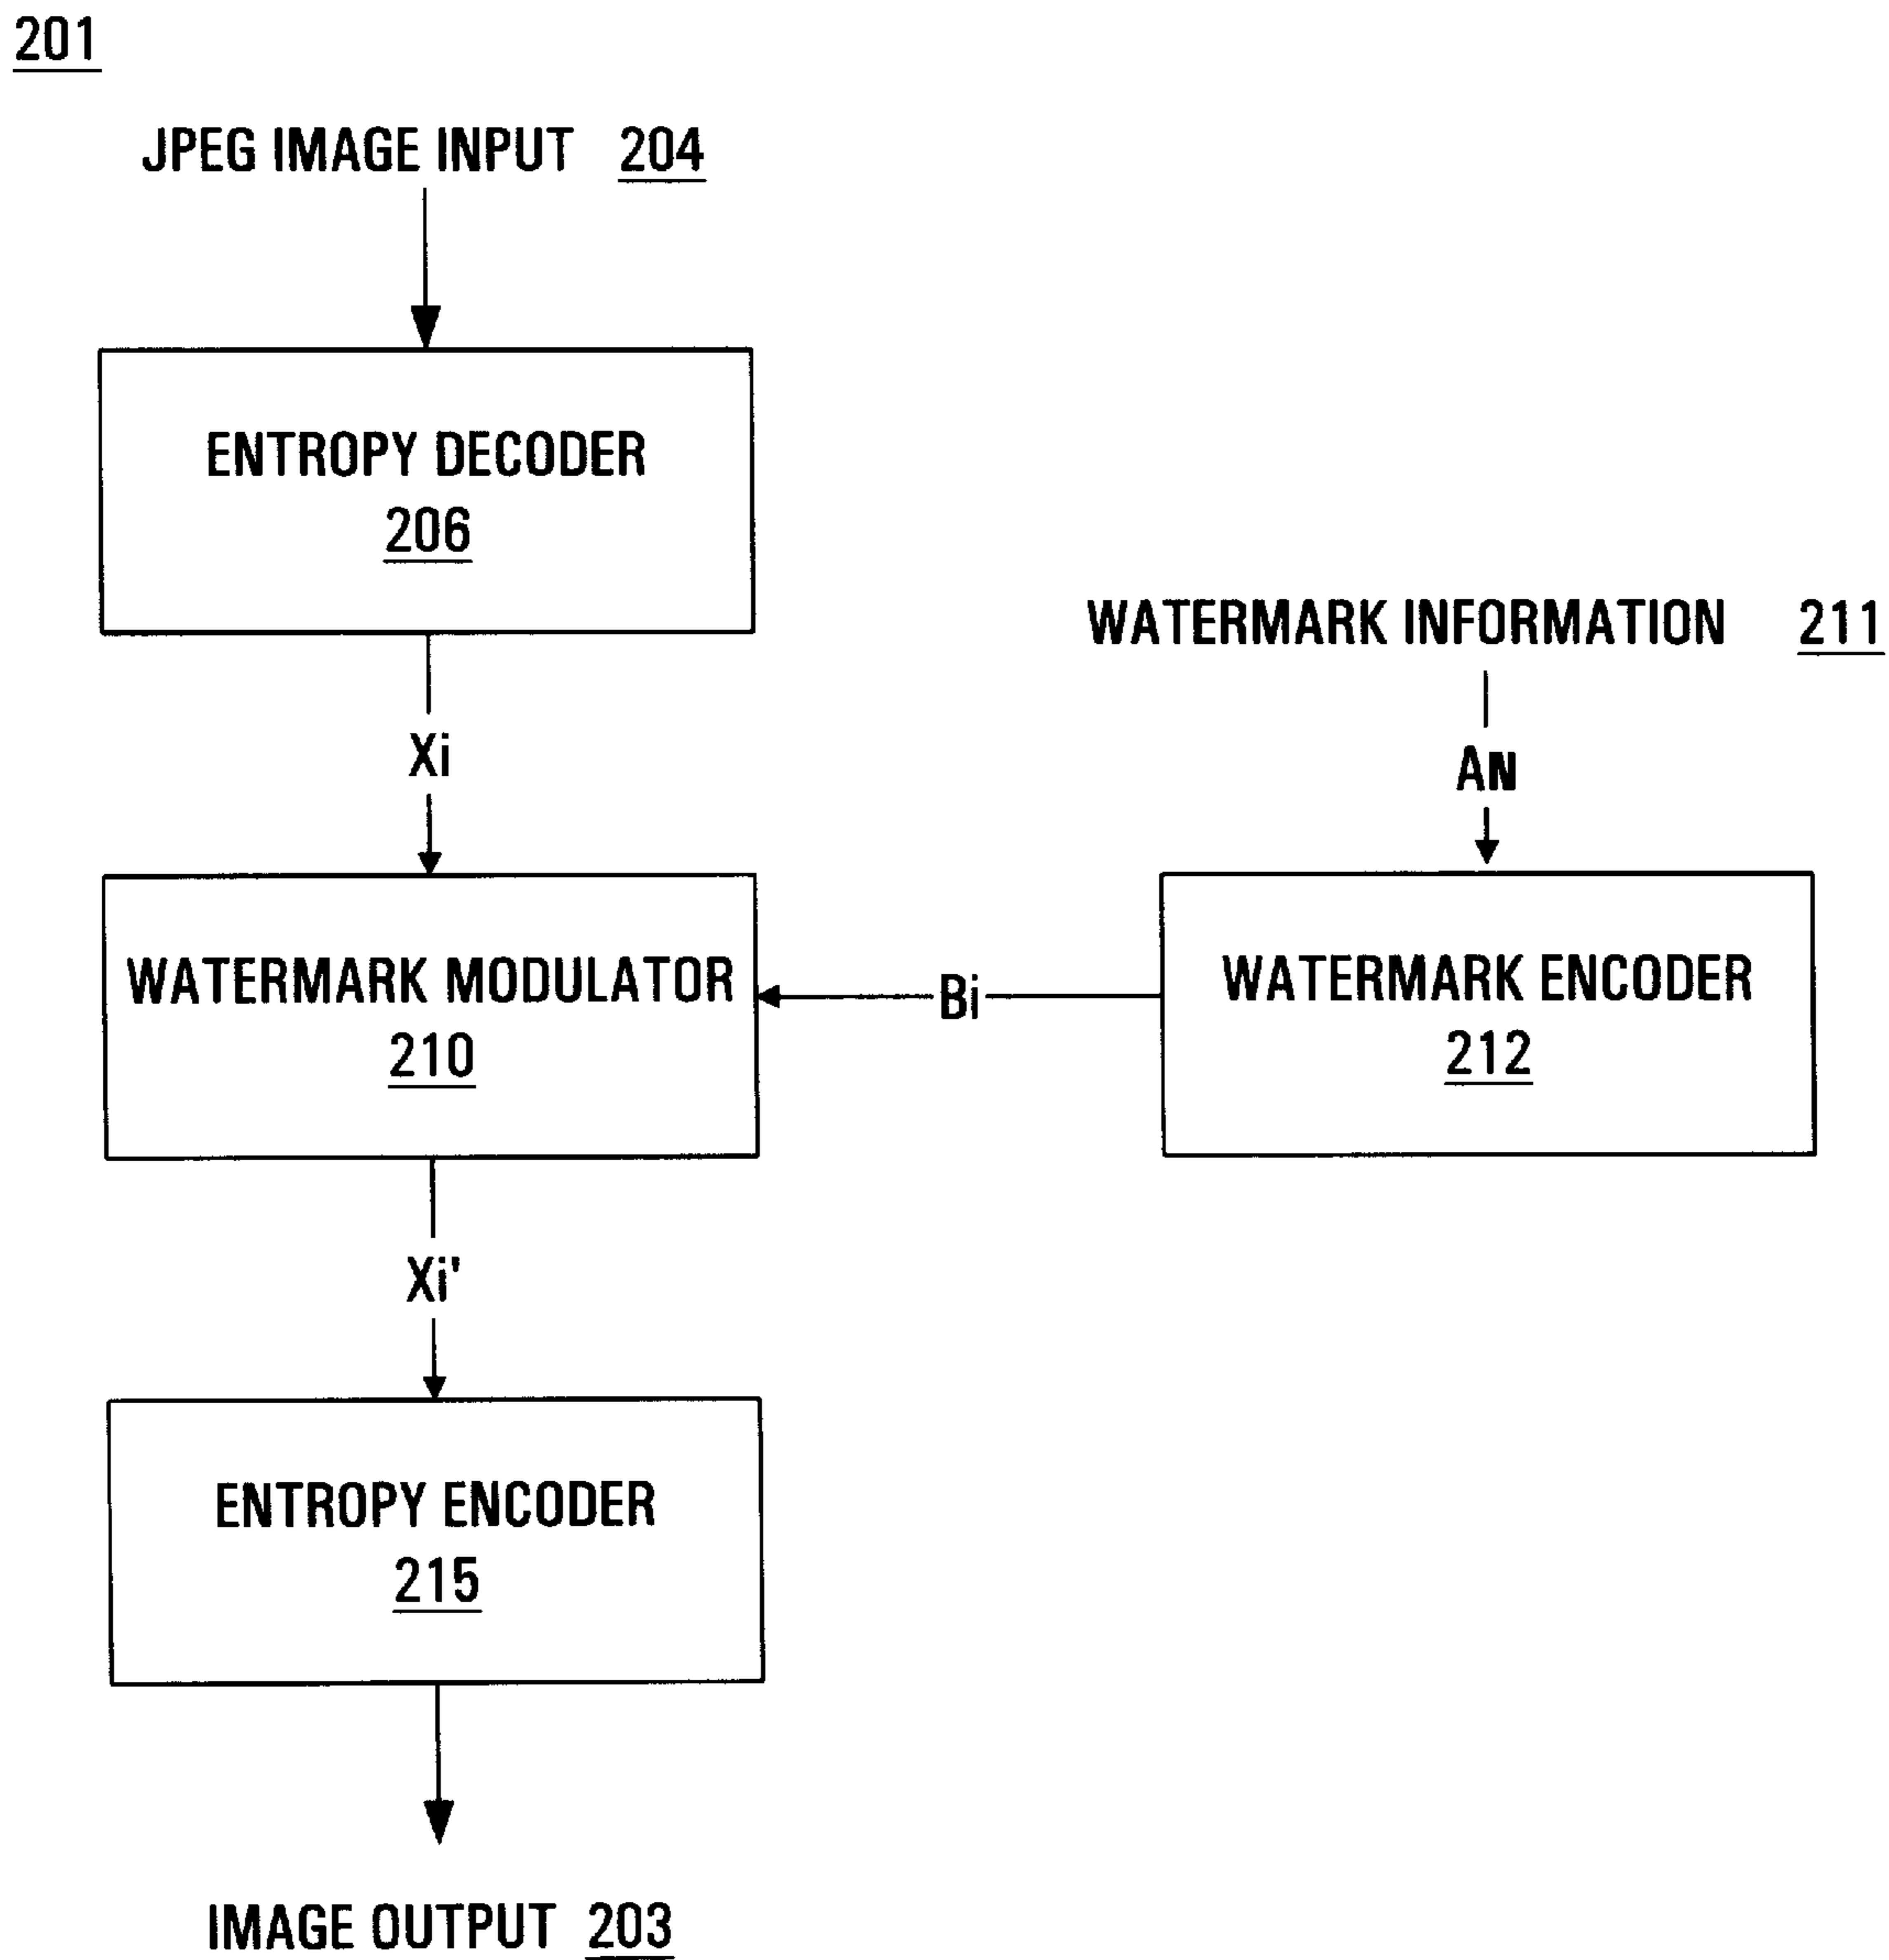 201
JPEG IMAGE INPUT 204
ENTROPY DECODER
206
WATERMARK INFORMATION 211
Xi
AN
WATERMARK MODULATOR
210
Bi
WATERMARK ENCODER
212
Xi'
ENTROPY ENCODER
215
IMAGE OUTPUT 203